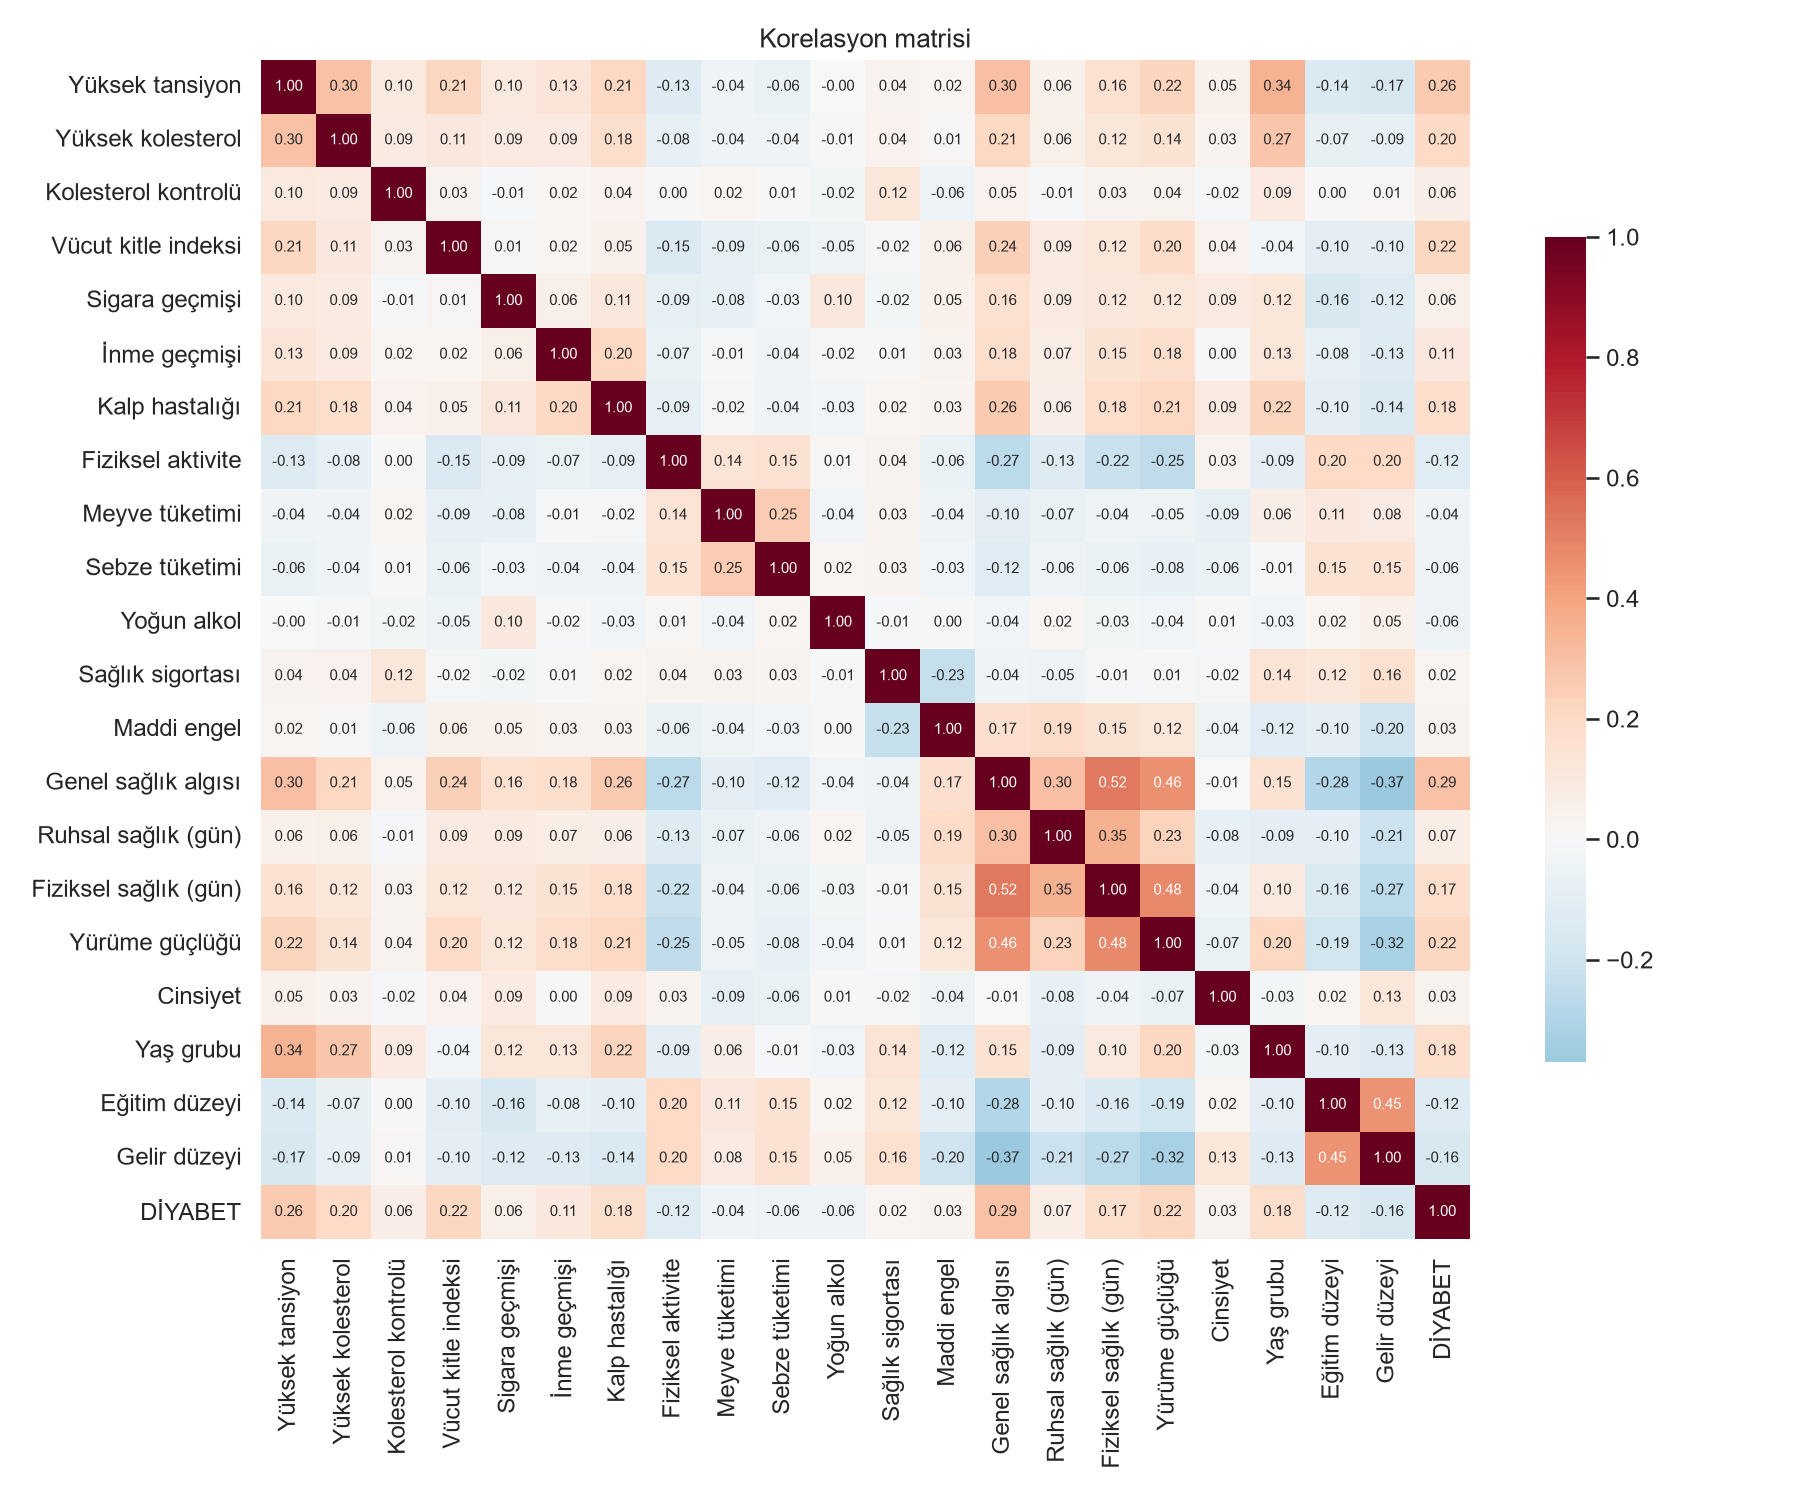 Korelasyon matrisi
Yüksek tansiyon 1.00 0.30 0.10 0.21 0.10 0.13 0.21 -0.13 -0.04 -0.06 -0.00 0.04 0.02 0.30 0.06 0.16 0.22 0.05 0.34 -0.14 -0.17 0.26
Yüksek kolesterol 0.30 1.00 0.09 0.11 0.09 0.09 0.18 -0.08 -0.04 -0.04 -0.01 0.04 0.01 0.21 0.06 0.12 0.14 0.03 0.27 -0.07 -0.09 0.20
Kolesterol kontrolü 0.10 0.09 1.00 0.03 -0.01 0.02 0.04 0.00 0.02 0.01 -0.02 0.12 -0.06 0.05 -0.01 0.03 0.04 -0.02 0.09 0.00 0.01 0.06
Vücut kitle indeksi 0.21 0.11 0.03 1.00 0.01 0.02 0.05 -0.15 -0.09 -0.06 -0.05 -0.02 0.06 0.24 0.09 0.12 0.20 0.04 -0.04 -0.10 -0.10 0.22
Sigara geçmişi 0.10 0.09 -0.01 0.01 1.00 0.06 0.11 -0.09 -0.08 -0.03 0.10 -0.02 0.05 0.16 0.09 0.12 0.12 0.09 0.12 -0.16 -0.12 0.06
İnme geçmişi 0.13 0.09 0.02 0.02 0.06 1.00 0.20 -0.07 -0.01 -0.04 -0.02 0.01 0.03 0.18 0.07 0.15 0.18 0.00 0.13 -0.08 -0.13 0.11
Kalp hastalığı 0.21 0.18 0.04 0.05 0.11 0.20 1.00 -0.09 -0.02 -0.04 -0.03 0.02 0.03 0.26 0.06 0.18 0.21 0.09 0.22 -0.10 -0.14 0.18
Fiziksel aktivite -0.13 -0.08 0.00 -0.15 -0.09 -0.07 -0.09 1.00 0.14 0.15 0.01 0.04 -0.06 -0.27 -0.13 -0.22 -0.25 0.03 -0.09 0.20 0.20 -0.12
Meyve tüketimi -0.04 -0.04 0.02 -0.09 -0.08 -0.01 -0.02 0.14 1.00 0.25 -0.04 0.03 -0.04 -0.10 -0.07 -0.04 -0.05 -0.09 0.06 0.11 0.08 -0.04
Sebze tüketimi -0.06 -0.04 0.01 -0.06 -0.03 -0.04 -0.04 0.15 0.25 1.00 0.02 0.03 -0.03 -0.12 -0.06 -0.06 -0.08 -0.06 -0.01 0.15 0.15 -0.06
Yoğun alkol -0.00 -0.01 -0.02 -0.05 0.10 -0.02 -0.03 0.01 -0.04 0.02 1.00 -0.01 0.00 -0.04 0.02 -0.03 -0.04 0.01 -0.03 0.02 0.05 -0.06
Sağlık sigortası 0.04 0.04 0.12 -0.02 -0.02 0.01 0.02 0.04 0.03 0.03 -0.01 1.00 -0.23 -0.04 -0.05 -0.01 0.01 -0.02 0.14 0.12 0.16 0.02
Maddi engel 0.02 0.01 -0.06 0.06 0.05 0.03 0.03 -0.06 -0.04 -0.03 0.00 -0.23 1.00 0.17 0.19 0.15 0.12 -0.04 -0.12 -0.10 -0.20 0.03
Genel sağlık algısı 0.30 0.21 0.05 0.24 0.16 0.18 0.26 -0.27 -0.10 -0.12 -0.04 -0.04 0.17 1.00 0.30 0.52 0.46 -0.01 0.15 -0.28 -0.37 0.29
Ruhsal sağlık (gün) 0.06 0.06 -0.01 0.09 0.09 0.07 0.06 -0.13 -0.07 -0.06 0.02 -0.05 0.19 0.30 1.00 0.35 0.23 -0.08 -0.09 -0.10 -0.21 0.07
Fiziksel sağlık (gün) 0.16 0.12 0.03 0.12 0.12 0.15 0.18 -0.22 -0.04 -0.06 -0.03 -0.01 0.15 0.52 0.35 1.00 0.48 -0.04 0.10 -0.16 -0.27 0.17
Yürüme güçlüğü 0.22 0.14 0.04 0.20 0.12 0.18 0.21 -0.25 -0.05 -0.08 -0.04 0.01 0.12 0.46 0.23 0.48 1.00 -0.07 0.20 -0.19 -0.32 0.22
Cinsiyet 0.05 0.03 -0.02 0.04 0.09 0.00 0.09 0.03 -0.09 -0.06 0.01 -0.02 -0.04 -0.01 -0.08 -0.04 -0.07 1.00 -0.03 0.02 0.13 0.03
Yaş grubu 0.34 0.27 0.09 -0.04 0.12 0.13 0.22 -0.09 0.06 -0.01 -0.03 0.14 -0.12 0.15 -0.09 0.10 0.20 -0.03 1.00 -0.10 -0.13 0.18
Eğitim düzeyi -0.14 -0.07 0.00 -0.10 -0.16 -0.08 -0.10 0.20 0.11 0.15 0.02 0.12 -0.10 -0.28 -0.10 -0.16 -0.19 0.02 -0.10 1.00 0.45 -0.12
Gelir düzeyi -0.17 -0.09 0.01 -0.10 -0.12 -0.13 -0.14 0.20 0.08 0.15 0.05 0.16 -0.20 -0.37 -0.21 -0.27 -0.32 0.13 -0.13 0.45 1.00 -0.16
DİYABET 0.26 0.20 0.06 0.22 0.06 0.11 0.18 -0.12 -0.04 -0.06 -0.06 0.02 0.03 0.29 0.07 0.17 0.22 0.03 0.18 -0.12 -0.16 1.00
Yüksek tansiyon
Yüksek kolesterol
Kolesterol kontrolü
Vücut kitle indeksi
Sigara geçmişi
İnme geçmişi
Kalp hastalığı
Fiziksel aktivite
Meyve tüketimi
Sebze tüketimi
Yoğun alkol
Sağlık sigortası
Maddi engel
Genel sağlık algısı
Ruhsal sağlık (gün)
Fiziksel sağlık (gün)
Yürüme güçlüğü
Cinsiyet
Yaş grubu
Eğitim düzeyi
Gelir düzeyi
DİYABET
1.0
0.8
0.6
0.4
0.2
0.0
−0.2